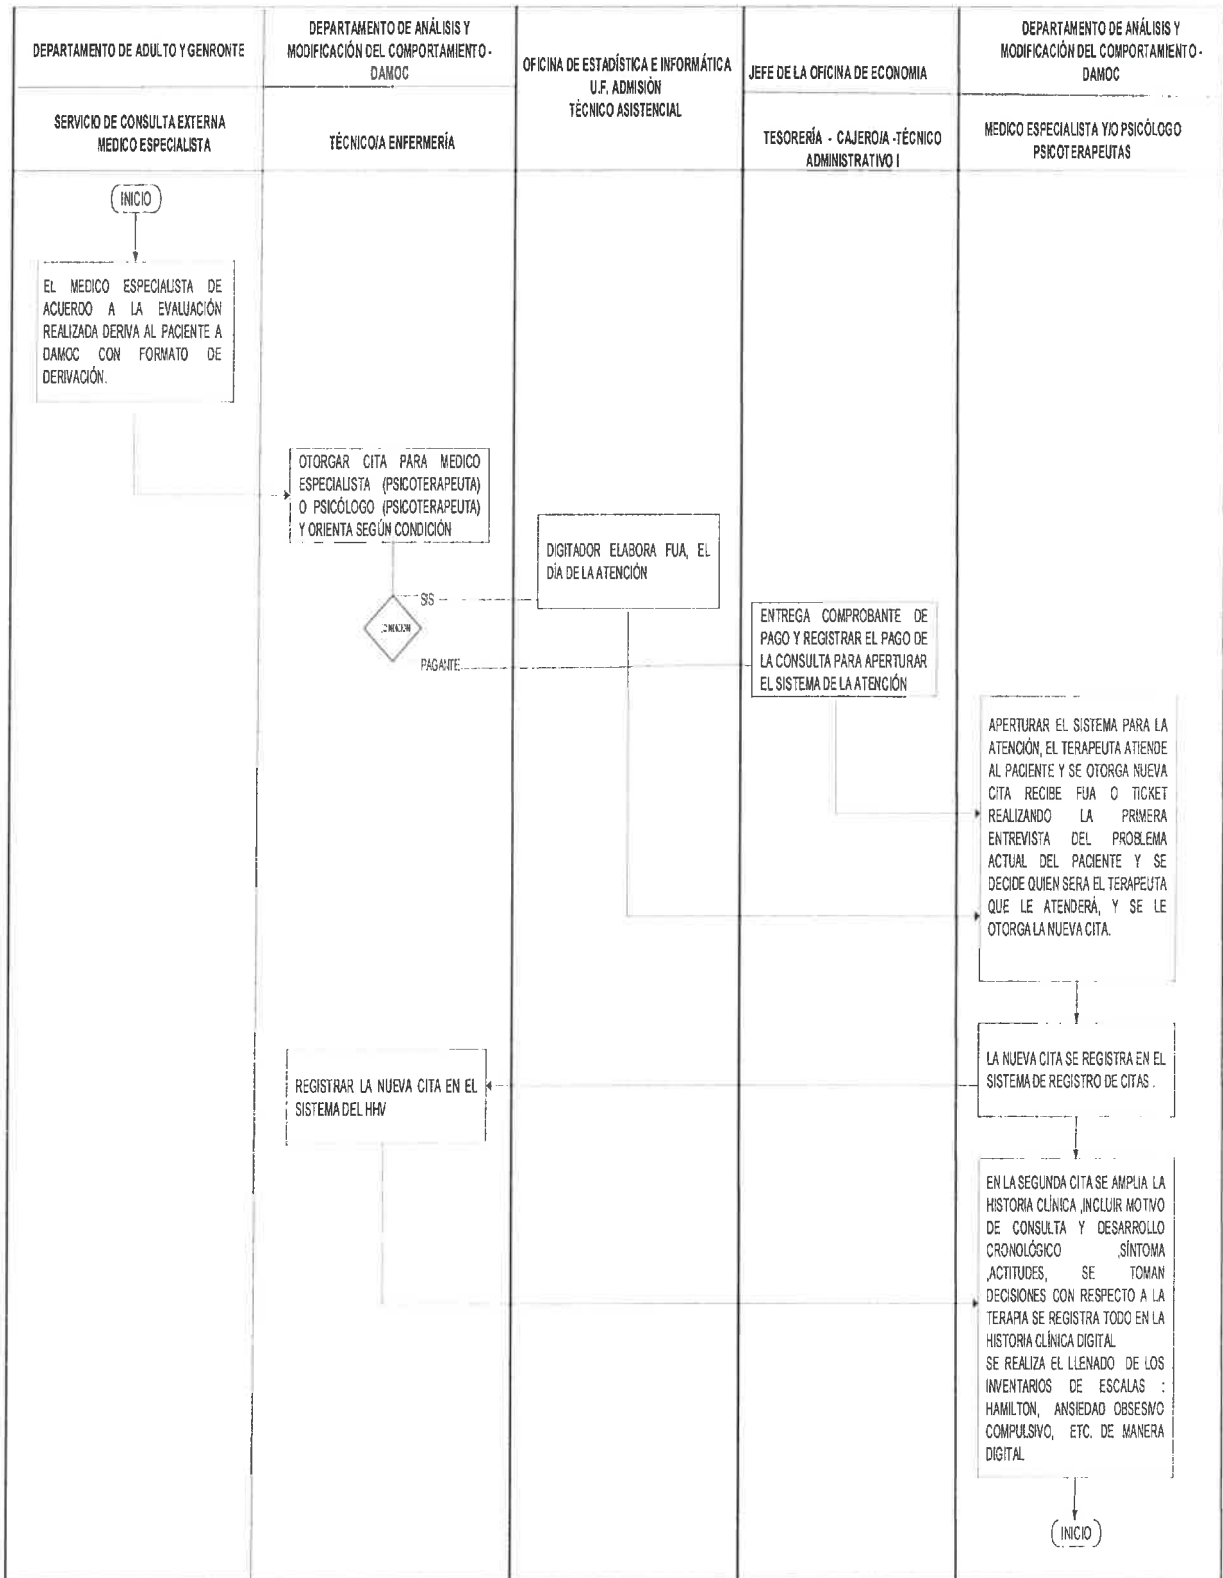 DEPARTAMENTO DE ADULTO Y GENRONTE
SERVICIO DE CONSULTA EXTERNA
MEDICO ESPECIALISTA
DEPARTAMENTO DE ANÁLISIS Y
MODIFICACIÓN DEL COMPORTAMIENTO -
DAMOC
TÉCNICO/A ENFERMERÍA
OFICINA DE ESTADÍSTICA E INFORMÁTICA
U.F. ADMISIÓN
TÉCNICO ASISTENCIAL
JEFE DE LA OFICINA DE ECONOMIA
TESORERÍA - CAJERO/A -TÉCNICO
ADMINISTRATIVO I
DEPARTAMENTO DE ANÁLISIS Y
MODIFICACIÓN DEL COMPORTAMIENTO -
DAMOC
MEDICO ESPECIALISTA Y/O PSICÓLOGO
PSICOTERAPEUTAS
INICIO
EL MEDICO ESPECIALISTA DE
ACUERDO A LA EVALUACIÓN
REALIZADA DERIVA AL PACIENTE A
DAMOC CON FORMATO DE
DERIVACIÓN.
OTORGAR CITA PARA MEDICO
ESPECIALISTA (PSICOTERAPEUTA)
O PSICÓLOGO (PSICOTERAPEUTA)
Y ORIENTA SEGÚN CONDICIÓN
SIS
PAGANTE
DIGITADOR ELABORA FUA, EL
DÍA DE LA ATENCIÓN
ENTREGA COMPROBANTE DE
PAGO Y REGISTRAR EL PAGO DE
LA CONSULTA PARA APERTURAR
EL SISTEMA DE LA ATENCIÓN
APERTURAR EL SISTEMA PARA LA
ATENCIÓN, EL TERAPEUTA ATIENDE
AL PACIENTE Y SE OTORGA NUEVA
CITA RECIBE FUA O TICKET
REALIZANDO LA PRIMERA
ENTREVISTA DEL PROBLEMA
ACTUAL DEL PACIENTE Y SE
DECIDE QUIEN SERA EL TERAPEUTA
QUE LE ATENDERÁ, Y SE LE
OTORGA LA NUEVA CITA.
LA NUEVA CITA SE REGISTRA EN EL
SISTEMA DE REGISTRO DE CITAS .
REGISTRAR LA NUEVA CITA EN EL
SISTEMA DEL HHV
EN LA SEGUNDA CITA SE AMPLIA LA
HISTORIA CLÍNICA ,INCLUIR MOTIVO
DE CONSULTA Y DESARROLLO
CRONOLÓGICO ,SÍNTOMA
,ACTITUDES, SE TOMAN
DECISIONES CON RESPECTO A LA
TERAPIA SE REGISTRA TODO EN LA
HISTORIA CLÍNICA DIGITAL
SE REALIZA EL LLENADO DE LOS
INVENTARIOS DE ESCALAS :
HAMILTON, ANSIEDAD OBSESIVO
COMPULSIVO, ETC. DE MANERA
DIGITAL
INICIO